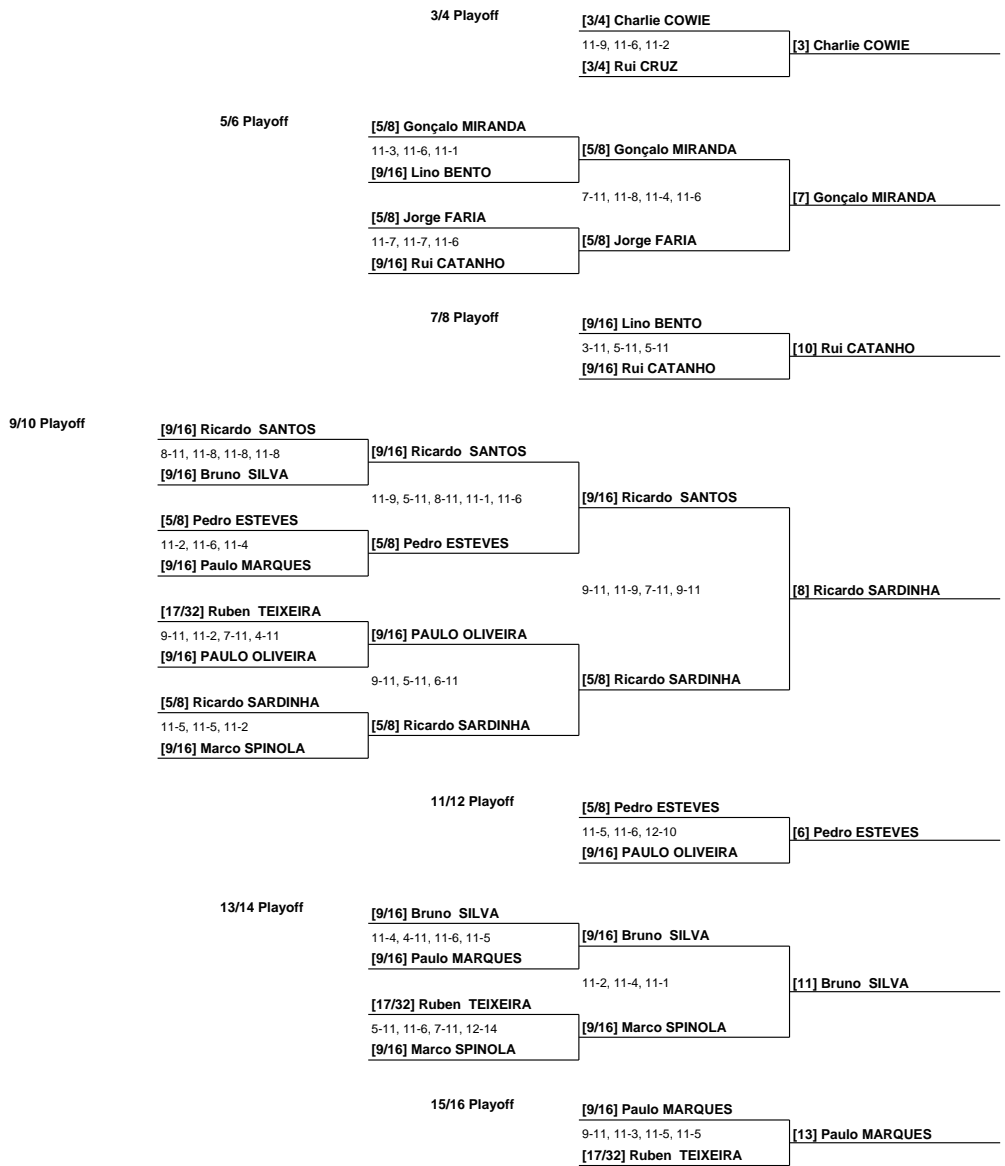 3/4 Playoff
[3/4] Charlie COWIE
11-9, 11-6, 11-2
[3] Charlie COWIE
[3/4] Rui CRUZ
5/6 Playoff
[5/8] Gonçalo MIRANDA
11-3, 11-6, 11-1
[5/8] Gonçalo MIRANDA
[9/16] Lino BENTO
7-11, 11-8, 11-4, 11-6
[7] Gonçalo MIRANDA
[5/8] Jorge FARIA
11-7, 11-7, 11-6
[5/8] Jorge FARIA
[9/16] Rui CATANHO
7/8 Playoff
[9/16] Lino BENTO
3-11, 5-11, 5-11
[10] Rui CATANHO
[9/16] Rui CATANHO
9/10 Playoff
[9/16] Ricardo  SANTOS
8-11, 11-8, 11-8, 11-8
[9/16] Ricardo  SANTOS
[9/16] Bruno  SILVA
11-9, 5-11, 8-11, 11-1, 11-6
[9/16] Ricardo  SANTOS
[5/8] Pedro ESTEVES
11-2, 11-6, 11-4
[5/8] Pedro ESTEVES
[9/16] Paulo MARQUES
9-11, 11-9, 7-11, 9-11
[8] Ricardo SARDINHA
[17/32] Ruben  TEIXEIRA
9-11, 11-2, 7-11, 4-11
[9/16] PAULO OLIVEIRA
[9/16] PAULO OLIVEIRA
9-11, 5-11, 6-11
[5/8] Ricardo SARDINHA
[5/8] Ricardo SARDINHA
11-5, 11-5, 11-2
[5/8] Ricardo SARDINHA
[9/16] Marco SPINOLA
11/12 Playoff
[5/8] Pedro ESTEVES
11-5, 11-6, 12-10
[6] Pedro ESTEVES
[9/16] PAULO OLIVEIRA
13/14 Playoff
[9/16] Bruno  SILVA
11-4, 4-11, 11-6, 11-5
[9/16] Bruno  SILVA
[9/16] Paulo MARQUES
11-2, 11-4, 11-1
[11] Bruno  SILVA
[17/32] Ruben  TEIXEIRA
5-11, 11-6, 7-11, 12-14
[9/16] Marco SPINOLA
[9/16] Marco SPINOLA
15/16 Playoff
[9/16] Paulo MARQUES
9-11, 11-3, 11-5, 11-5
[13] Paulo MARQUES
[17/32] Ruben  TEIXEIRA